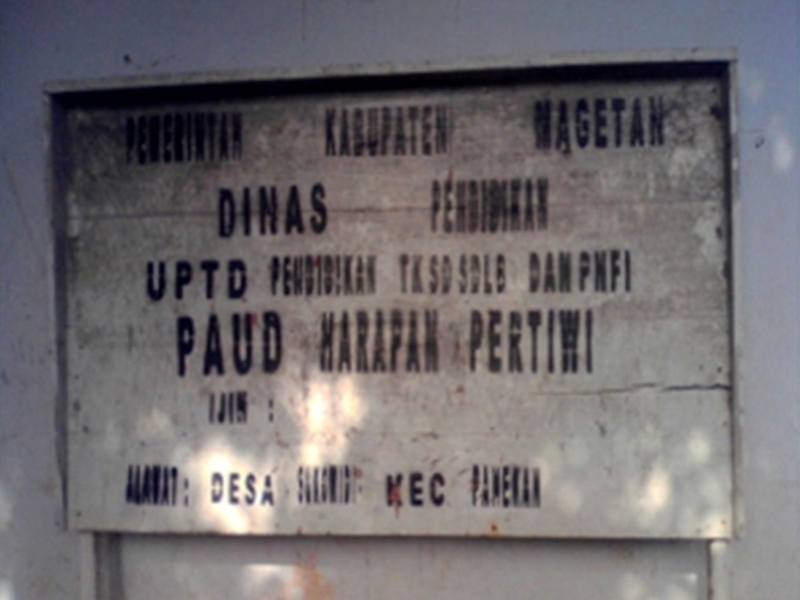 PEMERINTAH KABUPATEN MAGETAN
DINAS PENDIDIKAN
UPTD PENDIDIKAN TK SD SDLB DAN PNFI
PAUD HARAPAN PERTIWI
IJIN :
ALAMAT : DESA KEC PANEKAN